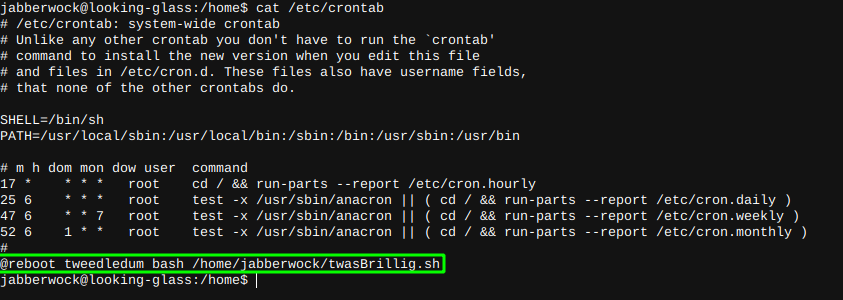 jabberwock@looking-glass:/home$ cat /etc/crontab
# /etc/crontab: system-wide crontab
# Unlike any other crontab you don't have to run the `crontab'
# command to install the new version when you edit this file
# and files in /etc/cron.d. These files also have username fields,
# that none of the other crontabs do.

SHELL=/bin/sh
PATH=/usr/local/sbin:/usr/local/bin:/sbin:/bin:/usr/sbin:/usr/bin

# m h dom mon dow user  command
17 *    * * *   root    cd / && run-parts --report /etc/cron.hourly
25 6    * * *   root    test -x /usr/sbin/anacron || ( cd / && run-parts --report /etc/cron.daily )
47 6    * * 7   root    test -x /usr/sbin/anacron || ( cd / && run-parts --report /etc/cron.weekly )
52 6    1 * *   root    test -x /usr/sbin/anacron || ( cd / && run-parts --report /etc/cron.monthly )
#
@reboot tweedledum bash /home/jabberwock/twasBrillig.sh
jabberwock@looking-glass:/home$